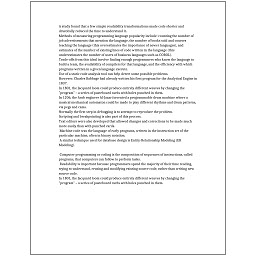 A study found that a few simple readability transformations made code shorter and
drastically reduced the time to understand it.
Methods of measuring programming language popularity include: counting the number of
job advertisements that mention the language, the number of books sold and courses
teaching the language (this overestimates the importance of newer languages), and
estimates of the number of existing lines of code written in the language (this
underestimates the number of users of business languages such as COBOL).
Trade-offs from this ideal involve finding enough programmers who know the language to
build a team, the availability of compilers for that language, and the efficiency with which
programs written in a given language execute.
Use of a static code analysis tool can help detect some possible problems.
However, Charles Babbage had already written his first program for the Analytical Engine in
1837.
In 1801, the Jacquard loom could produce entirely different weaves by changing the
"program" - a series of pasteboard cards with holes punched in them.
In 1206, the Arab engineer Al-Jazari invented a programmable drum machine where a
musical mechanical automaton could be made to play different rhythms and drum patterns,
via pegs and cams.
Normally the first step in debugging is to attempt to reproduce the problem.
Scripting and breakpointing is also part of this process.
Text editors were also developed that allowed changes and corrections to be made much
more easily than with punched cards.
Machine code was the language of early programs, written in the instruction set of the
particular machine, often in binary notation.
A similar technique used for database design is Entity-Relationship Modeling (ER
Modeling).
Computer programming or coding is the composition of sequences of instructions, called
programs, that computers can follow to perform tasks.
Readability is important because programmers spend the majority of their time reading,
trying to understand, reusing and modifying existing source code, rather than writing new
source code.
In 1801, the Jacquard loom could produce entirely different weaves by changing the
"program" - a series of pasteboard cards with holes punched in them.